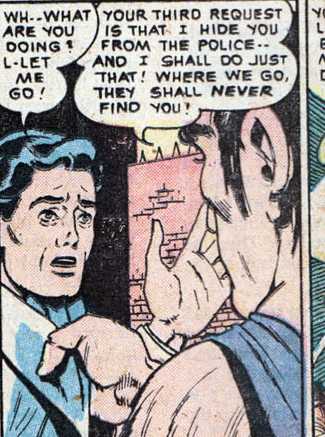 WH--WHAT
ARE YOU
DOING?
L-LET
ME
GO!
YOUR THIRD REQUEST
IS THAT I HIDE YOU
FROM THE POLICE--
AND I SHALL DO JUST
THAT! WHERE WE GO,
THEY SHALL NEVER
FIND YOU!